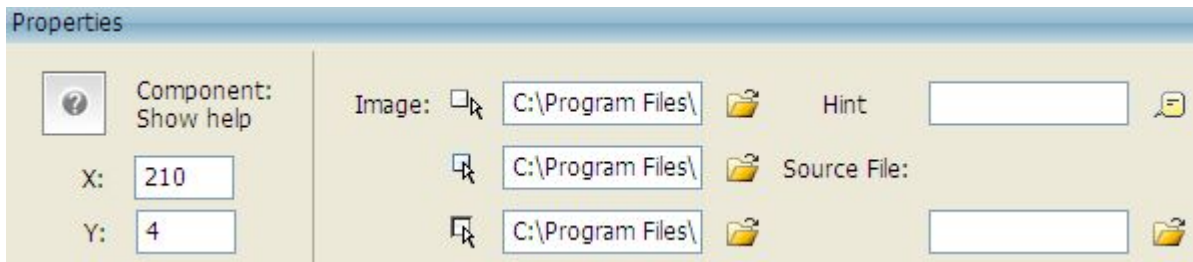 Properties
Component:
Show help
X: 210
Y: 4
Image: C:\Program Files\
C:\Program Files\
C:\Program Files\
Hint
Source File: